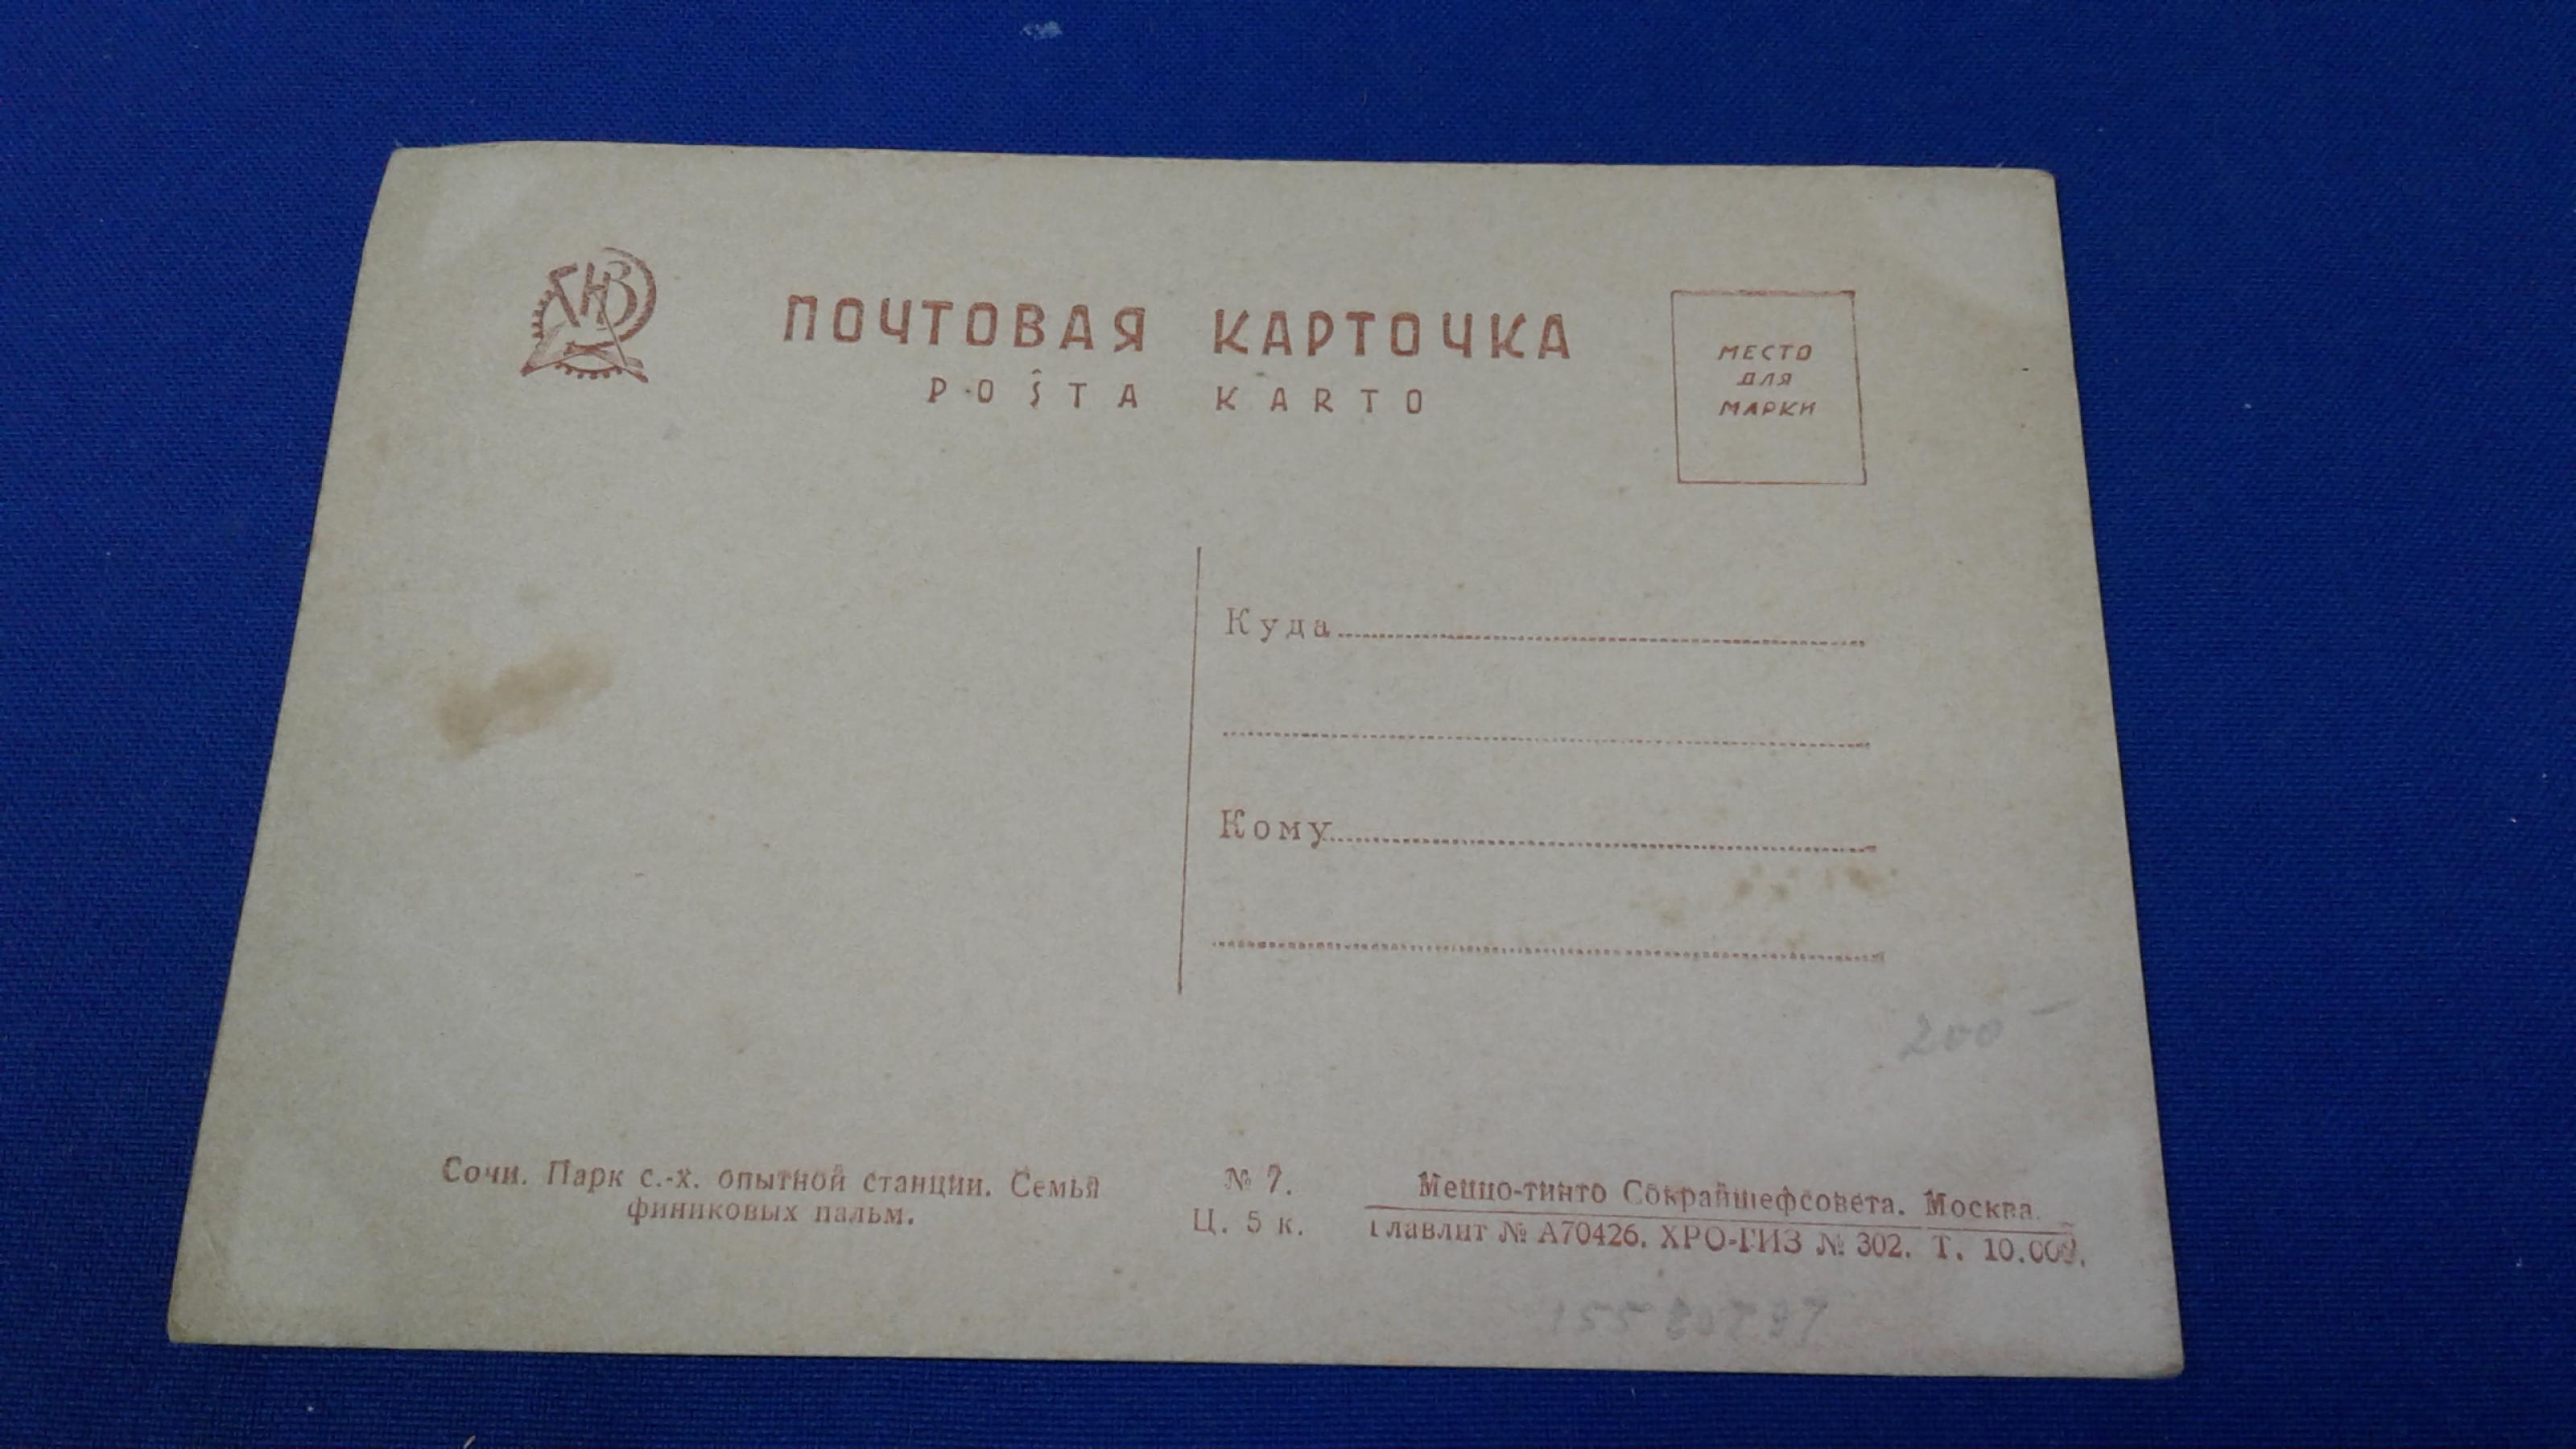 ПОЧТОВАЯ КАРТОЧКА
POŜTA KARTO
МЕСТО
ДЛЯ
МАРКИ
Куда
Кому
200 -
Сочи. Парк с.-х. опытной станции. Семья
финиковых пальм.
№ 7.
Ц. 5 к.
Меццо-тинто Сокрайшефсовета. Москва.
Главлит № А70426. ХРО-ГИЗ № 302. Т. 10.000.